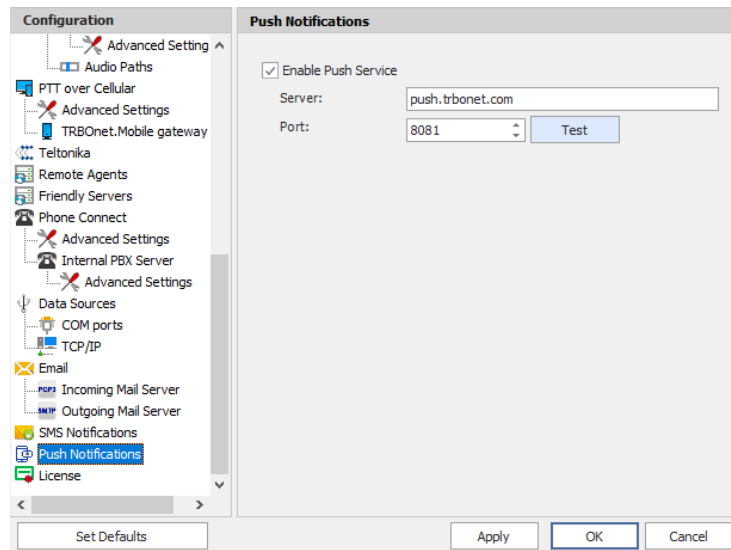 Configuration
Advanced Setting
Audio Paths
PTT over Cellular
Advanced Settings
TRBOnet.Mobile gateway
Teltonika
Remote Agents
Friendly Servers
Phone Connect
Advanced Settings
Internal PBX Server
Advanced Settings
Data Sources
COM ports
TCP/IP
Email
POP3 Incoming Mail Server
SMTP Outgoing Mail Server
SMS Notifications
Push Notifications
License
Set Defaults
Push Notifications
Enable Push Service
Server: push.trbonet.com
Port: 8081 Test
Apply OK Cancel